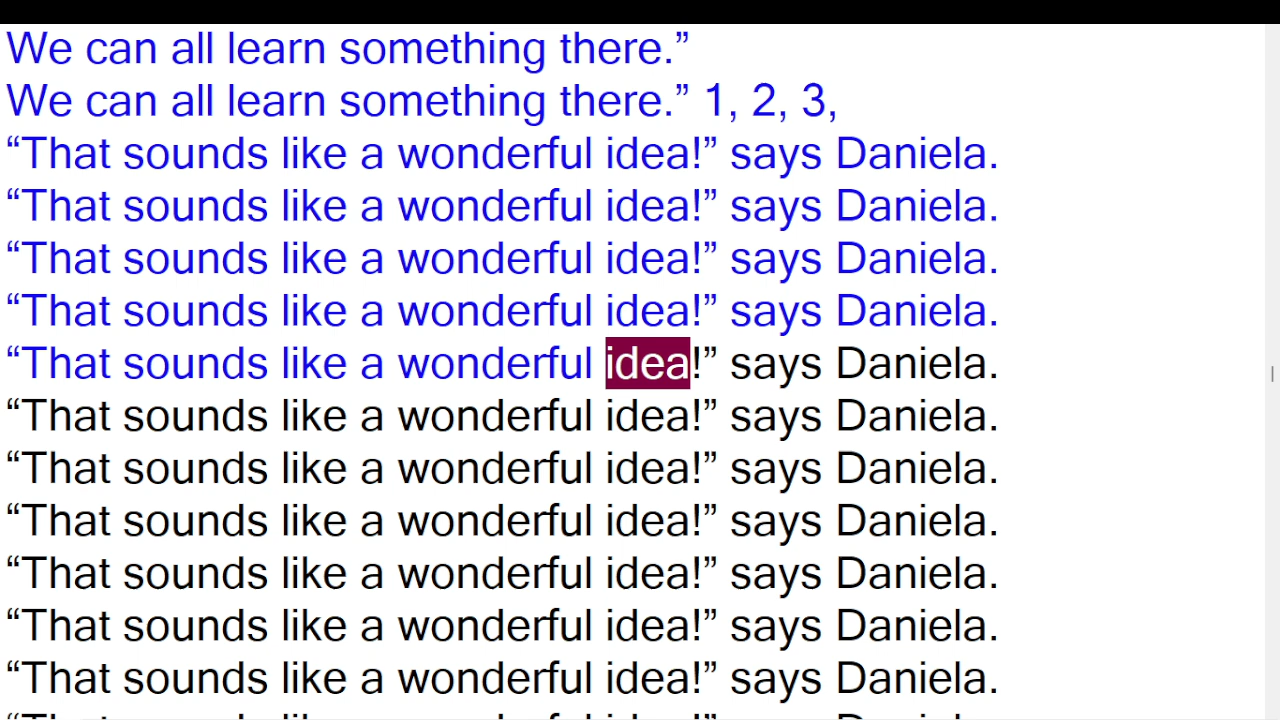 We can all learn something there.”
We can all learn something there.” 1, 2, 3,
“That sounds like a wonderful idea!” says Daniela.
“That sounds like a wonderful idea!” says Daniela.
“That sounds like a wonderful idea!” says Daniela.
“That sounds like a wonderful idea!” says Daniela.
“That sounds like a wonderful idea!” says Daniela.
“That sounds like a wonderful idea!” says Daniela.
“That sounds like a wonderful idea!” says Daniela.
“That sounds like a wonderful idea!” says Daniela.
“That sounds like a wonderful idea!” says Daniela.
“That sounds like a wonderful idea!” says Daniela.
“That sounds like a wonderful idea!” says Daniela.